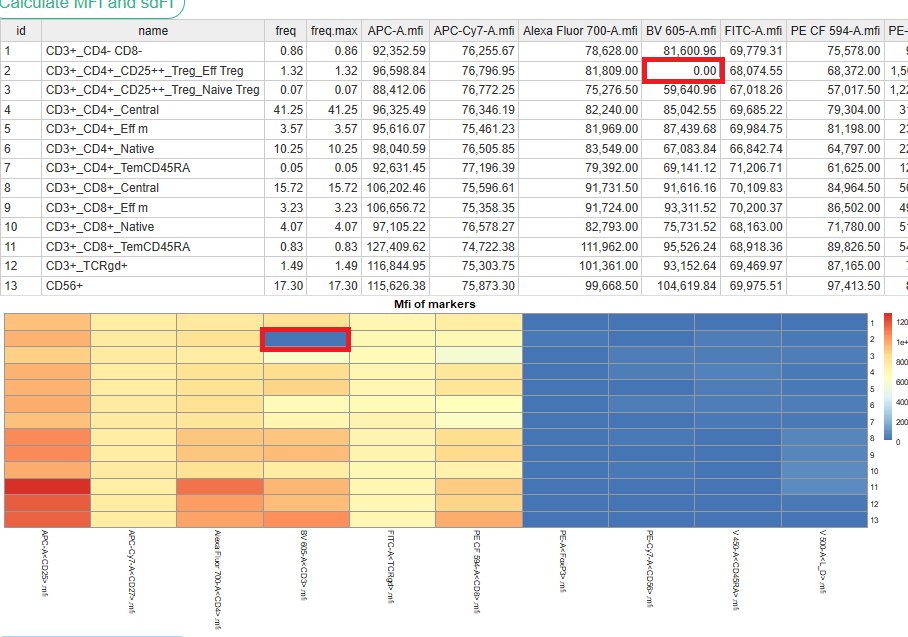 Calculate MFI and sdFI
id name freq freq.max APC-A.mfi APC-Cy7-A.mfi Alexa Fluor 700-A.mfi BV 605-A.mfi FITC-A.mfi PE CF 594-A.mfi PE-
1 CD3+_CD4- CD8- 0.86 0.86 92,352.59 76,255.67 78,628.00 81,600.96 69,779.31 75,578.00
2 CD3+_CD4+_CD25++_Treg_Eff Treg 1.32 1.32 96,598.84 76,796.95 81,809.00 0.00 68,074.55 68,372.00 1,50
3 CD3+_CD4+_CD25++_Treg_Naive Treg 0.07 0.07 88,412.06 76,772.25 75,276.50 59,640.96 67,018.26 57,017.50 1,22
4 CD3+_CD4+_Central 41.25 41.25 96,325.49 76,346.19 82,240.00 85,042.55 69,685.22 79,304.00 31
5 CD3+_CD4+_Eff m 3.57 3.57 95,616.07 75,461.23 81,969.00 87,439.68 69,984.75 81,198.00 23
6 CD3+_CD4+_Native 10.25 10.25 98,040.59 76,505.85 83,549.00 67,083.84 66,842.74 64,797.00 22
7 CD3+_CD4+_TemCD45RA 0.05 0.05 92,631.45 77,196.39 79,392.00 69,141.12 71,206.71 61,625.00 12
8 CD3+_CD8+_Central 15.72 15.72 106,202.46 75,596.61 91,731.50 91,616.16 70,109.83 84,964.50 50
9 CD3+_CD8+_Eff m 3.23 3.23 106,656.72 75,358.35 91,724.00 93,311.52 70,200.37 86,502.00 49
10 CD3+_CD8+_Native 4.07 4.07 97,105.22 76,578.27 82,793.00 75,731.52 68,163.00 71,780.00 51
11 CD3+_CD8+_TemCD45RA 0.83 0.83 127,409.62 74,722.38 111,962.00 95,526.24 68,918.36 89,826.50 54
12 CD3+_TCRgd+ 1.49 1.49 116,844.95 75,303.75 101,361.00 93,152.64 69,469.97 87,165.00
13 CD56+ 17.30 17.30 115,626.38 75,873.30 99,668.50 104,619.84 69,975.51 97,413.50
Mfi of markers
1
2
3
4
5
6
7
8
9
10
11
12
13
120
1e+
800
600
400
200
0
APC-A<CD25>.mfi
APC-Cy7-A<CD27>.mfi
Alexa Fluor 700-A<CD4>.mfi
BV 605-A<CD3>.mfi
FITC-A<TCRgd>.mfi
PE CF 594-A<CD8>.mfi
PE-A<FoxP3>.mfi
PE-Cy7-A<CD56>.mfi
V 450-A<CD45RA>.mfi
V 500-A<L_D>.mfi